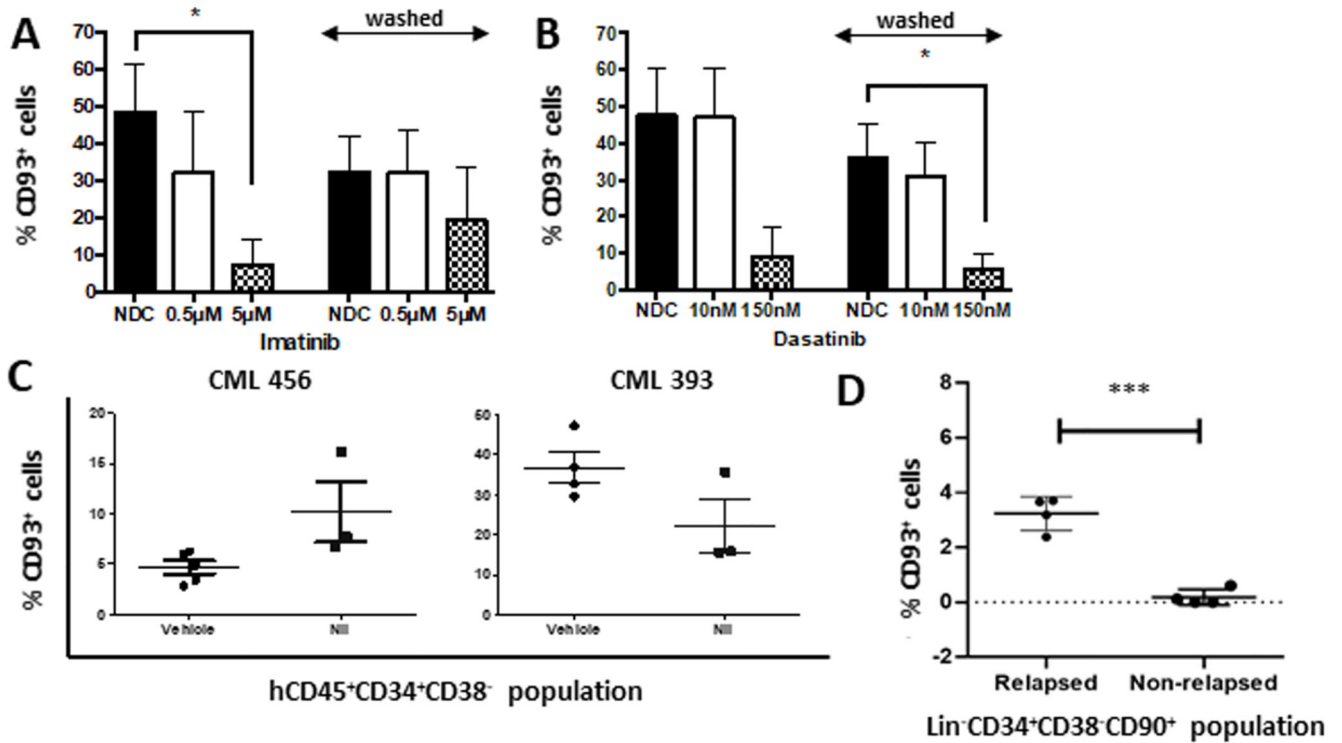 A
*
washed
70
60
50
40
30
20
10
0
% CD93⁺ cells
NDC 0.5µM 5µM NDC 0.5µM 5µM
Imatinib
B
washed
*
70
60
50
40
30
20
10
0
% CD93⁺ cells
NDC 10nM 150nM NDC 10nM 150nM
Dasatinib
C
CML 456
20
15
10
5
0
% CD93⁺ cells
Vehicle Nil
CML 393
50
40
30
20
10
0
Vehicle Nil
hCD45⁺CD34⁺CD38⁻ population
D
***
8
6
4
2
0
-2
% CD93⁺ cells
Relapsed Non-relapsed
Lin⁻CD34⁺CD38⁻CD90⁺ population